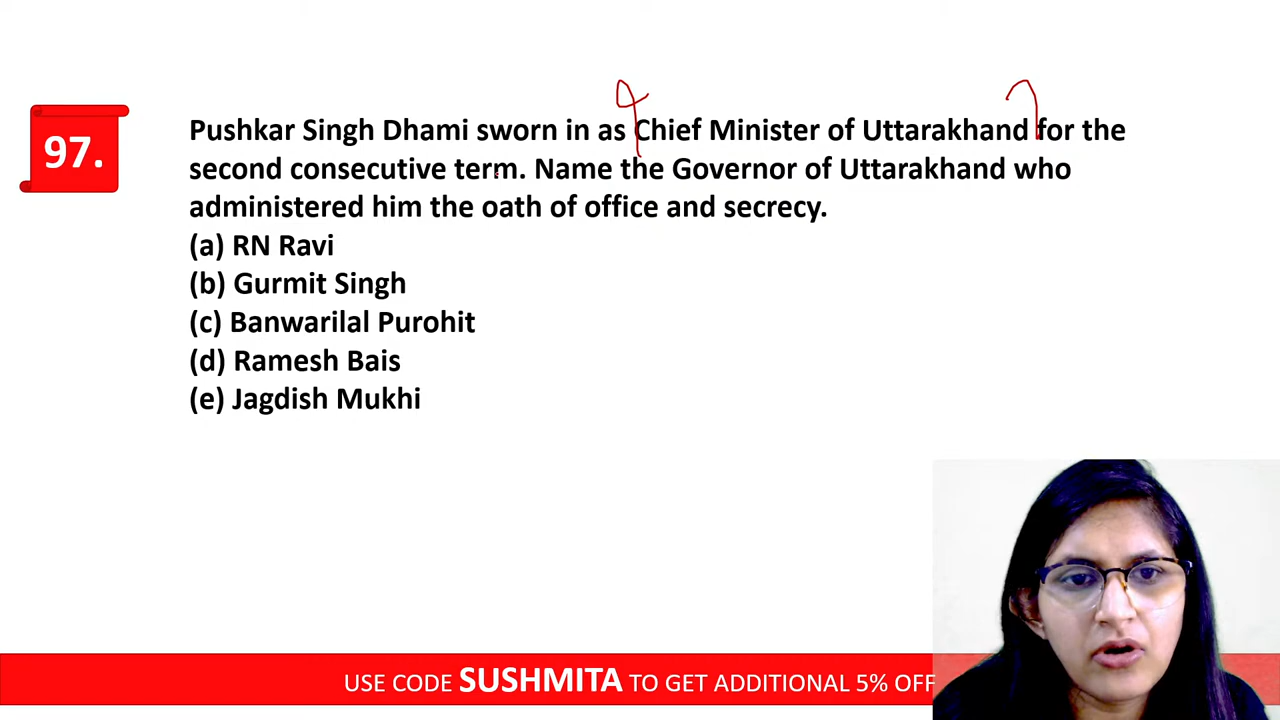 97.
Pushkar Singh Dhami sworn in as Chief Minister of Uttarakhand for the
second consecutive term. Name the Governor of Uttarakhand who
administered him the oath of office and secrecy.
(a) RN Ravi
(b) Gurmit Singh
(c) Banwarilal Purohit
(d) Ramesh Bais
(e) Jagdish Mukhi
USE CODE SUSHMITA TO GET ADDITIONAL 5% OFF